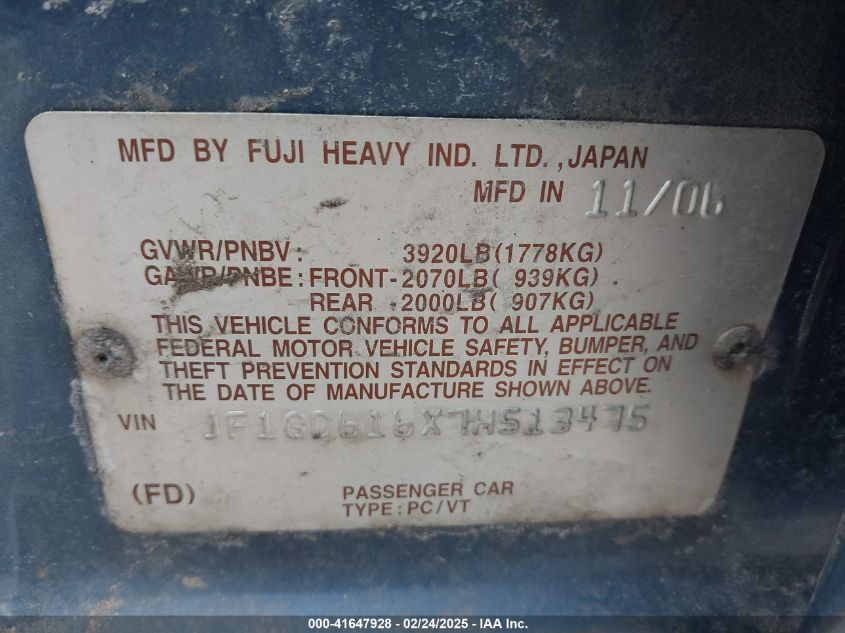 MFD BY FUJI HEAVY IND. LTD.,JAPAN
MFD IN 11/06
GVWR/PNBV: 3920LB(1778KG)
GAWR/PNBE:FRONT-2070LB( 939KG)
REAR -2000LB( 907KG)
THIS VEHICLE CONFORMS TO ALL APPLICABLE
FEDERAL MOTOR VEHICLE SAFETY, BUMPER, AND
THEFT PREVENTION STANDARDS IN EFFECT ON
THE DATE OF MANUFACTURE SHOWN ABOVE.
VIN JF1GD616X7H513475
(FD) PASSENGER CAR
TYPE:PC/VT
000-41647928 - 02/24/2025 - IAA Inc.